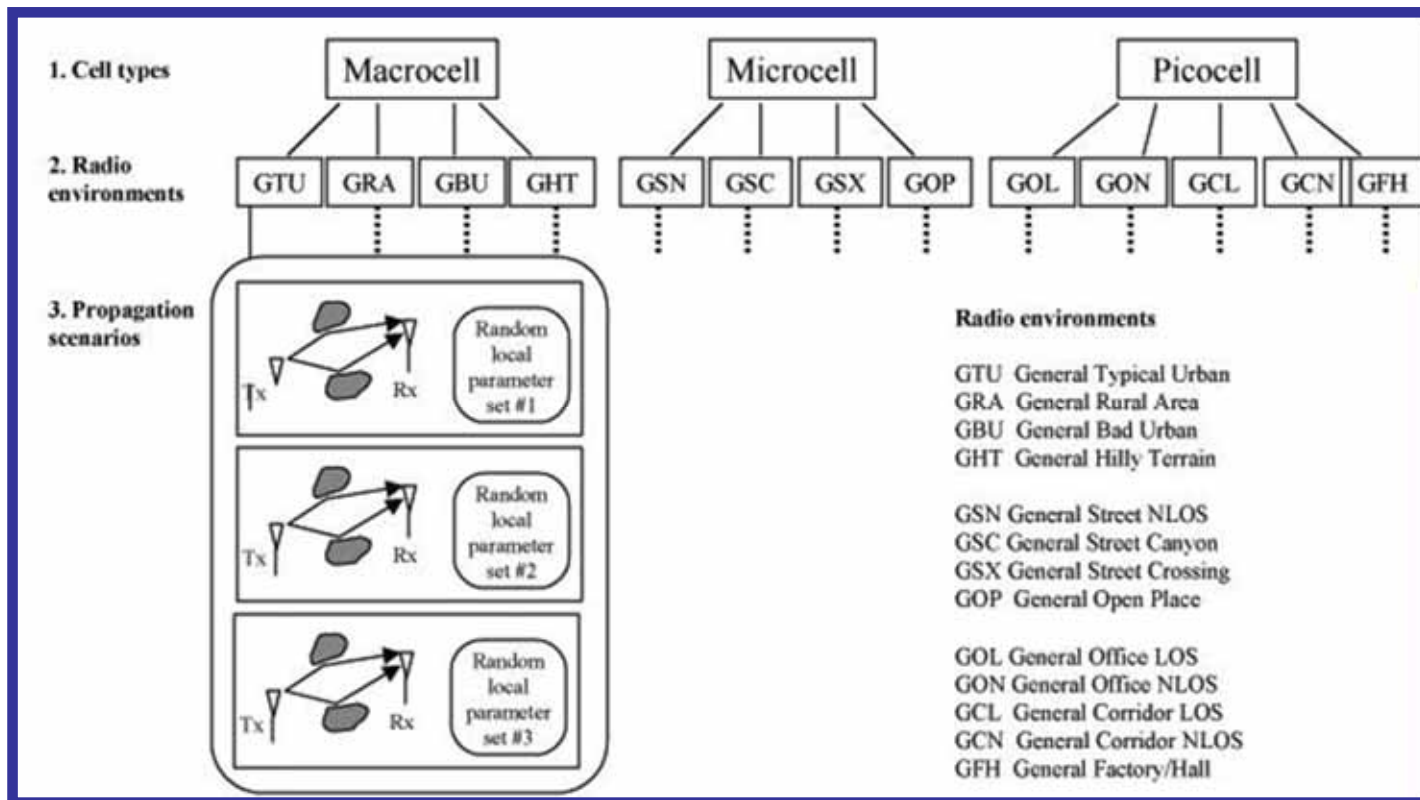 1. Cell types
Macrocell
Microcell
Picocell
2. Radio
environments
GTU
GRA
GBU
GHT
GSN
GSC
GSX
GOP
GOL
GON
GCL
GCN
GFH
3. Propagation
scenarios
Tx
Rx
Random
local
parameter
set #1
Tx
Rx
Random
local
parameter
set #2
Tx
Rx
Random
local
parameter
set #3
Radio environments
GTU General Typical Urban
GRA General Rural Area
GBU General Bad Urban
GHT General Hilly Terrain
GSN General Street NLOS
GSC General Street Canyon
GSX General Street Crossing
GOP General Open Place
GOL General Office LOS
GON General Office NLOS
GCL General Corridor LOS
GCN General Corridor NLOS
GFH General Factory/Hall